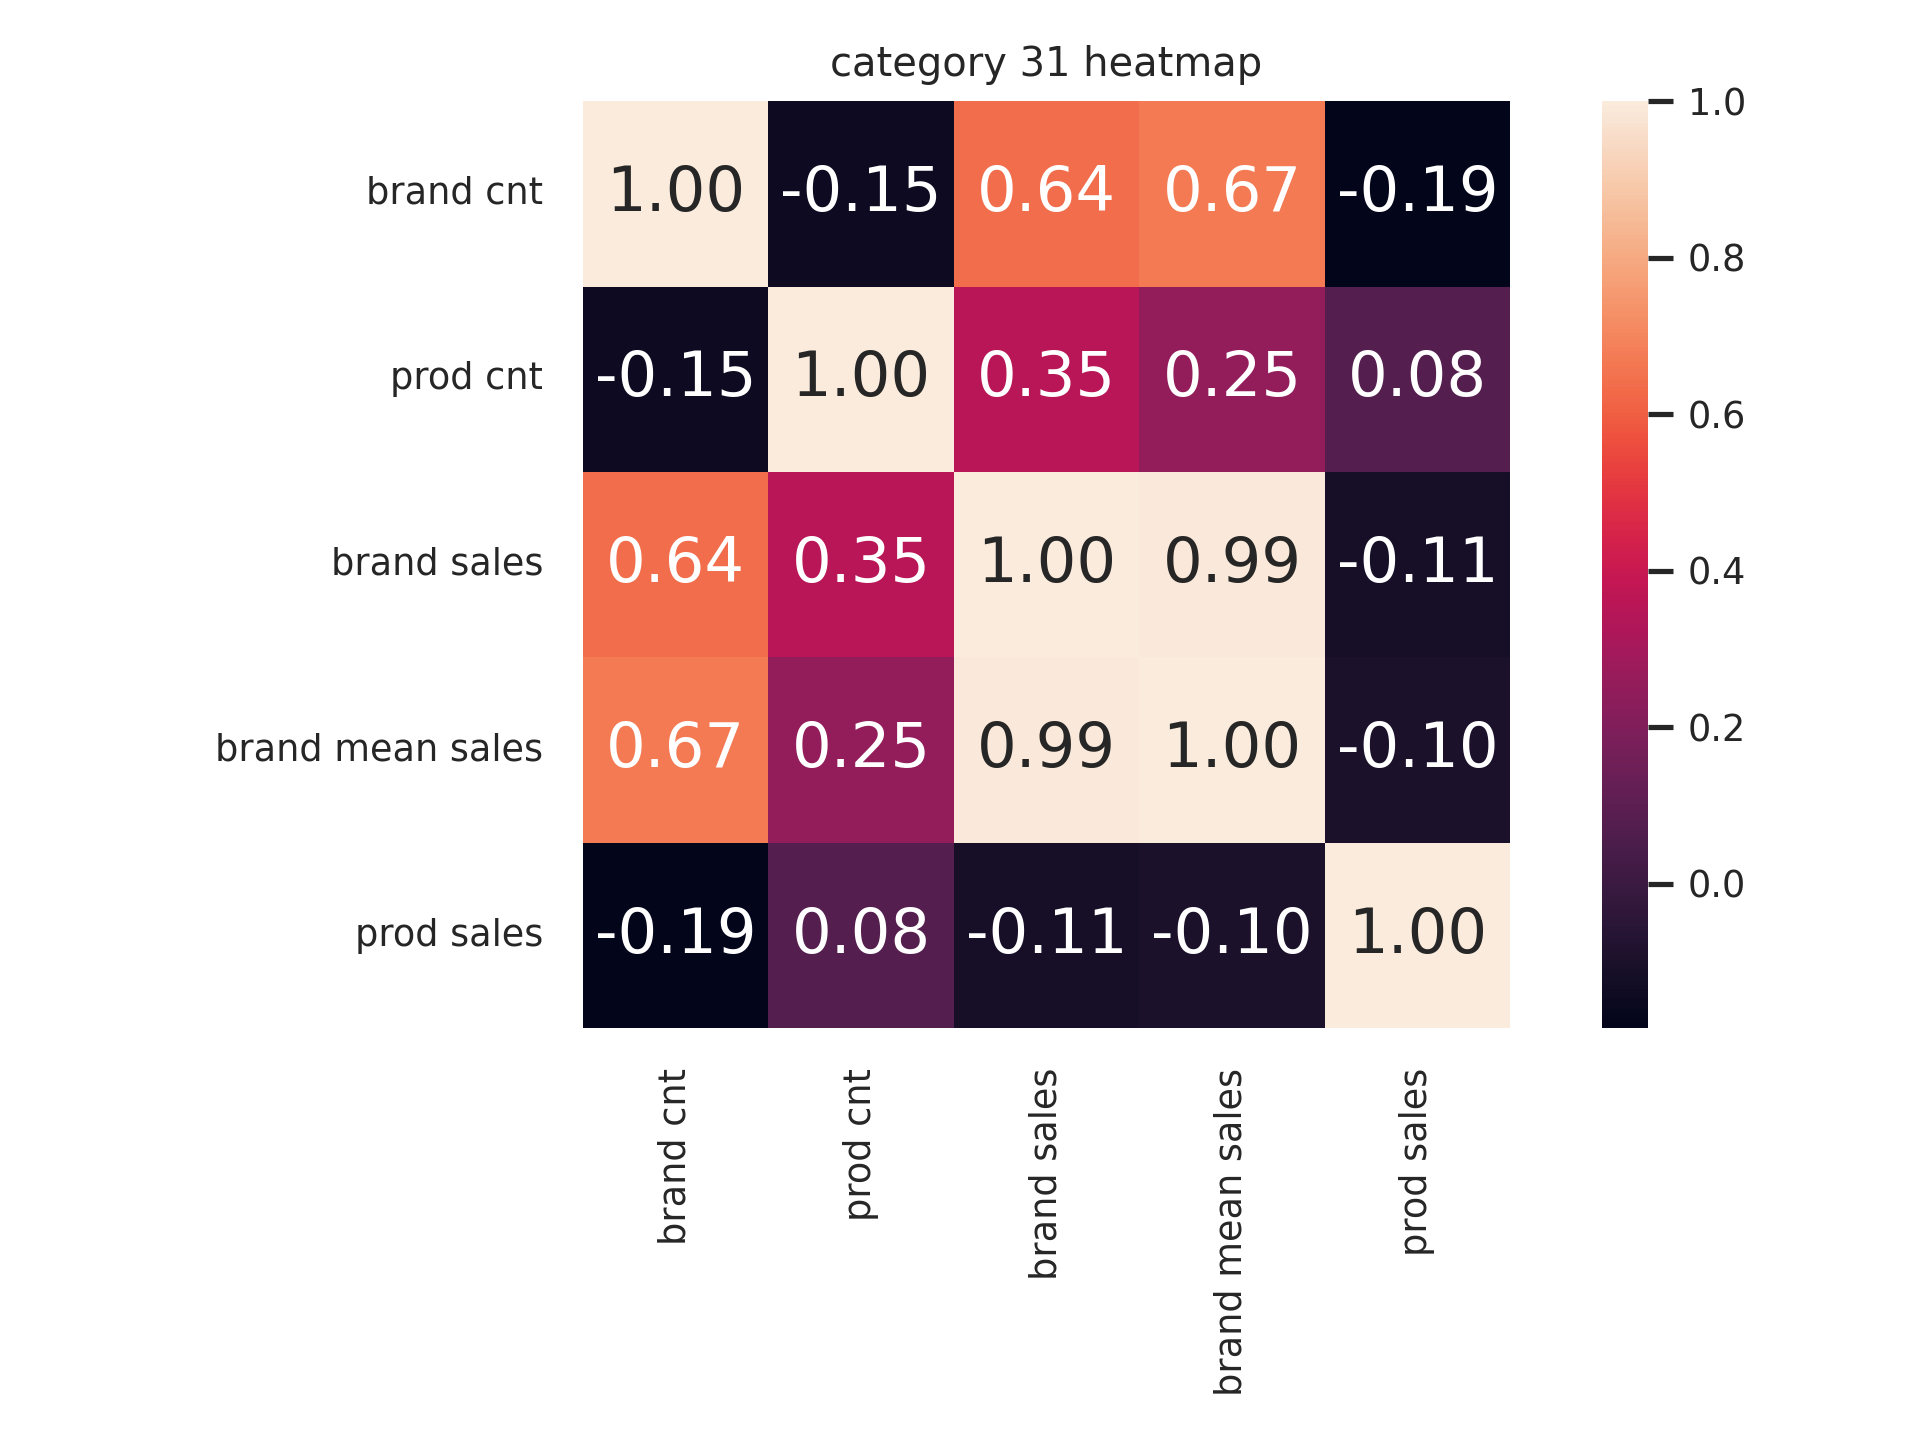 category 31 heatmap
brand cnt 1.00 -0.15 0.64 0.67 -0.19
prod cnt -0.15 1.00 0.35 0.25 0.08
brand sales 0.64 0.35 1.00 0.99 -0.11
brand mean sales 0.67 0.25 0.99 1.00 -0.10
prod sales -0.19 0.08 -0.11 -0.10 1.00
brand cnt
prod cnt
brand sales
brand mean sales
prod sales
1.0
0.8
0.6
0.4
0.2
0.0